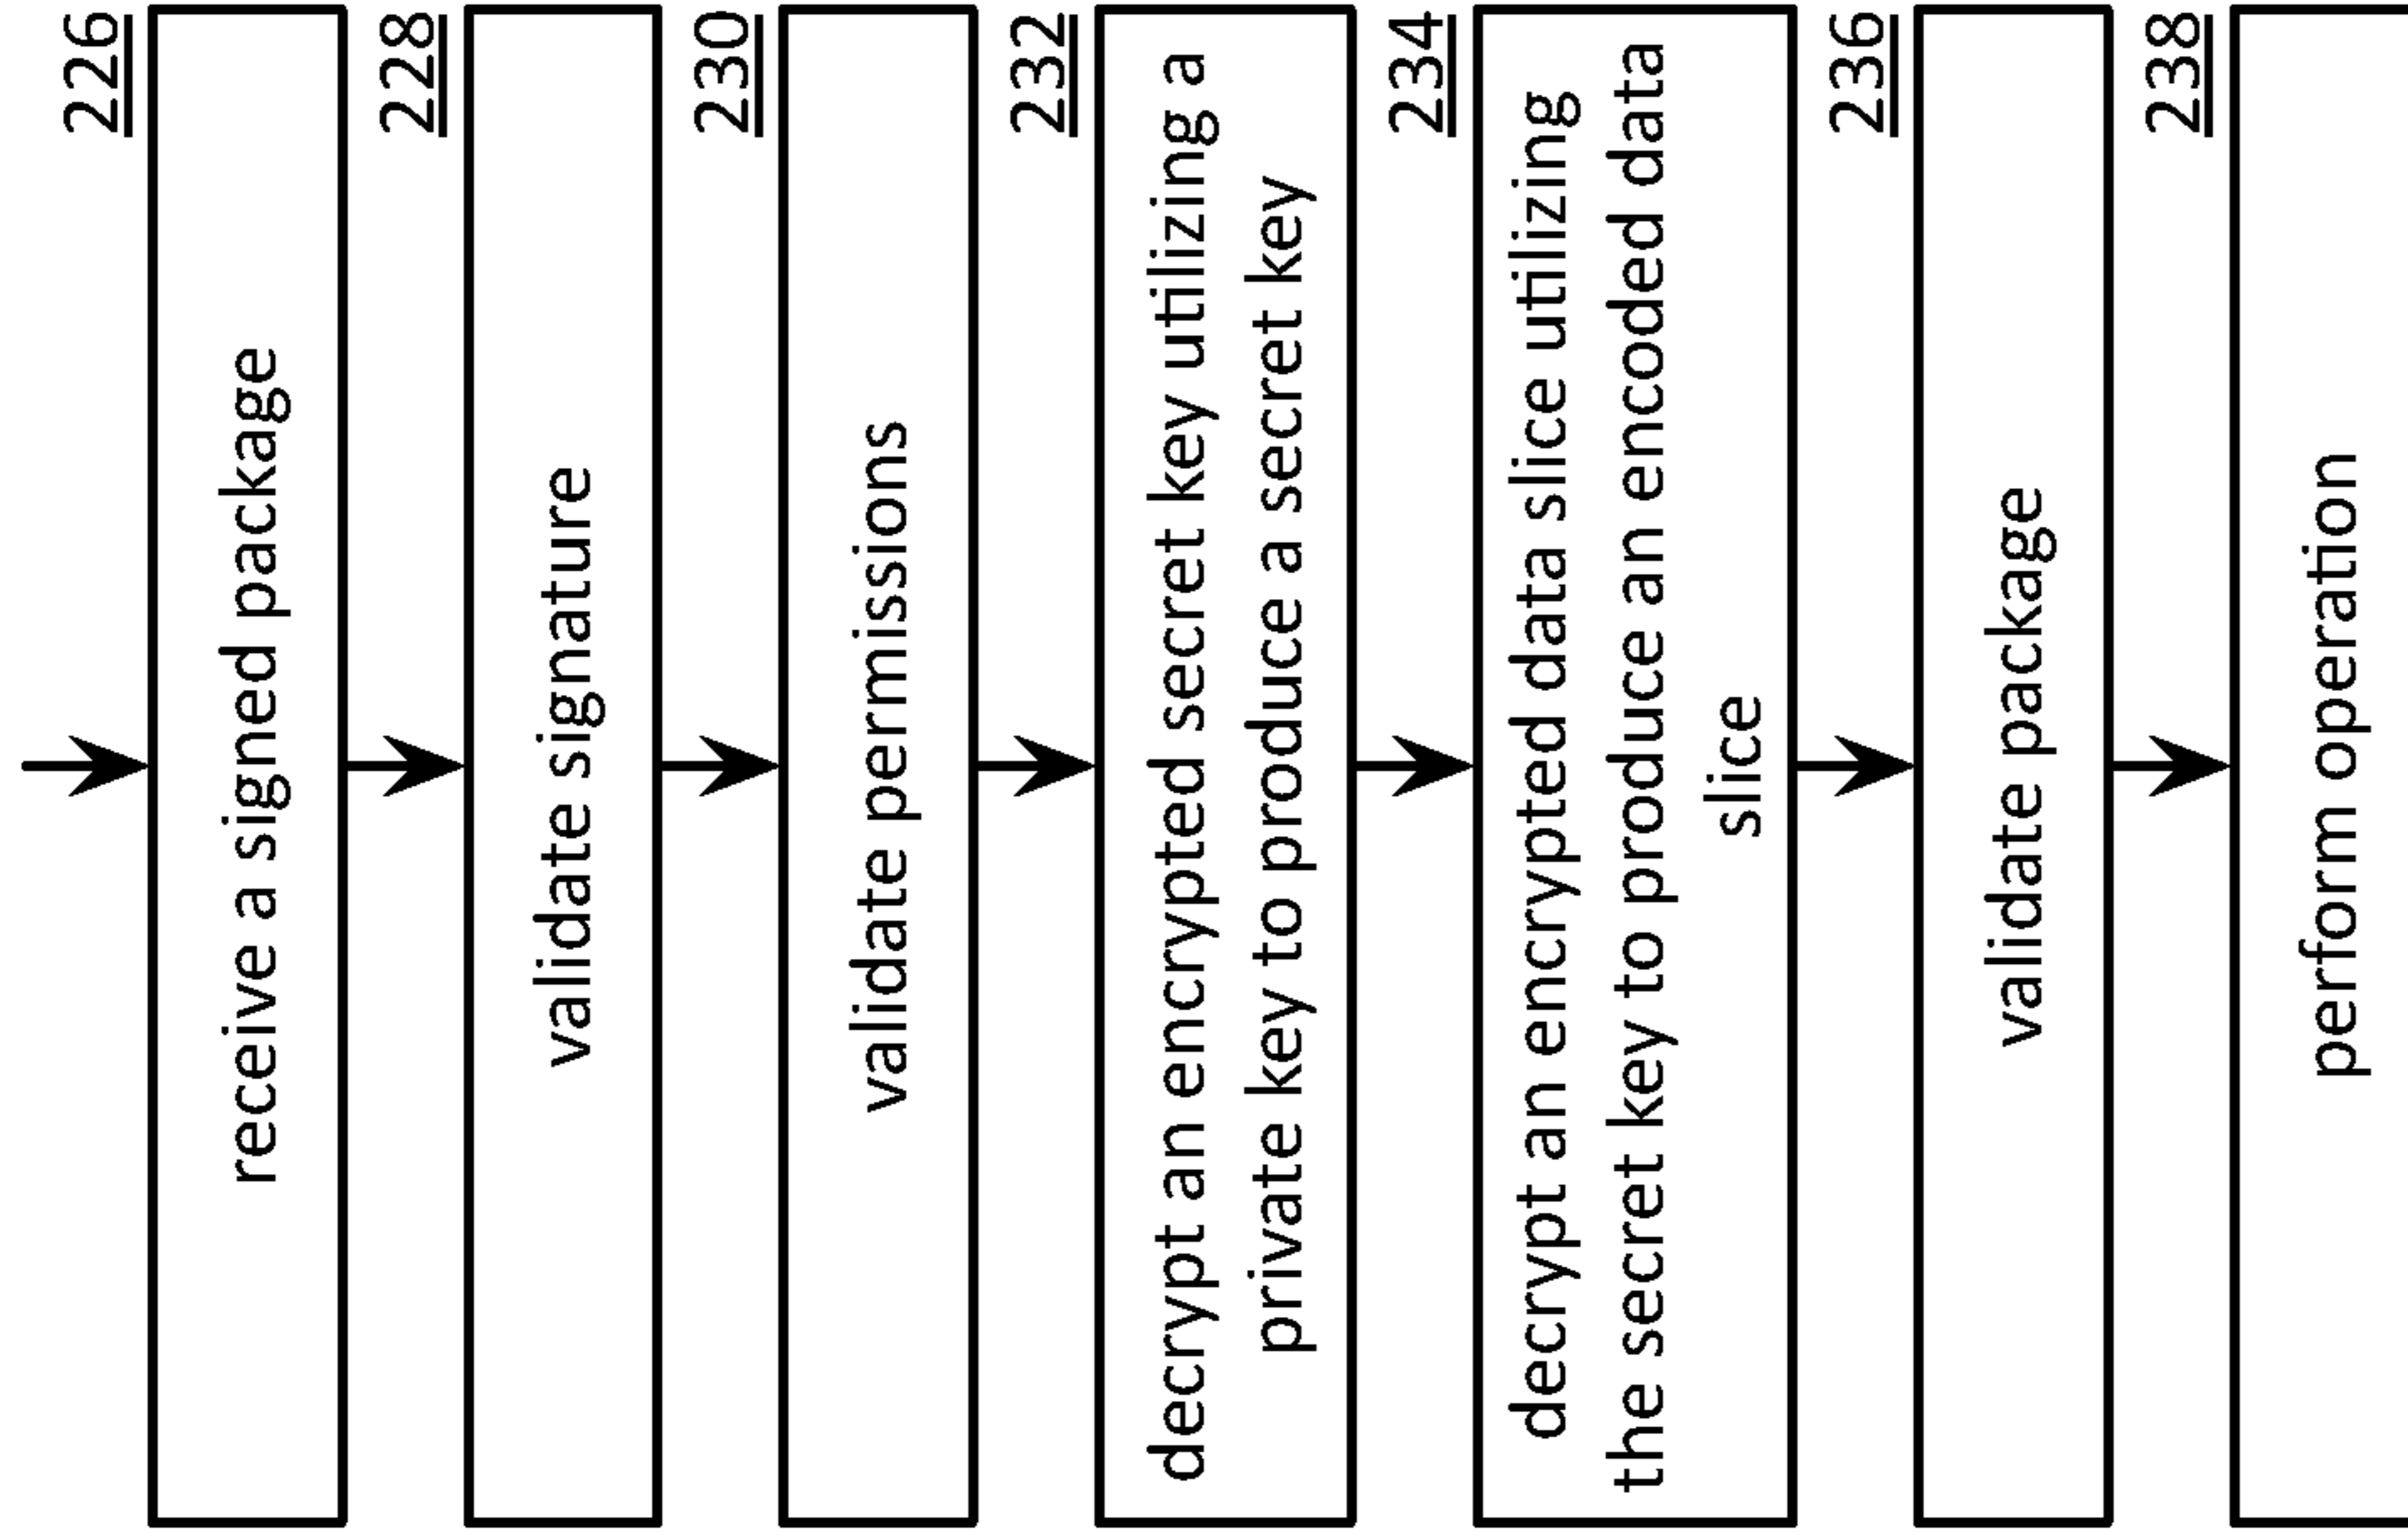 226
receive a signed package
228
validate signature
230
validate permissions
232
decrypt an encrypted secret key utilizing a
private key to produce a secret key
234
decrypt an encrypted data slice utilizing
the secret key to produce an encoded data
slice
236
validate package
238
perform operation